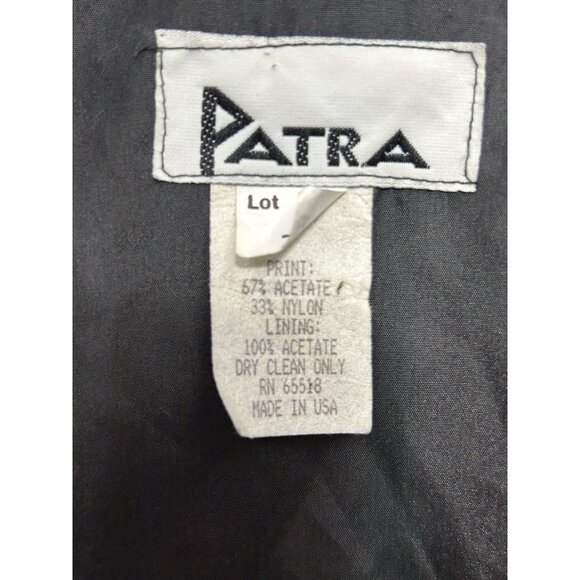 PATRA
Lot
PRINT:
67% ACETATE
33% NYLON
LINING:
100% ACETATE
DRY CLEAN ONLY
RN 65518
MADE IN USA